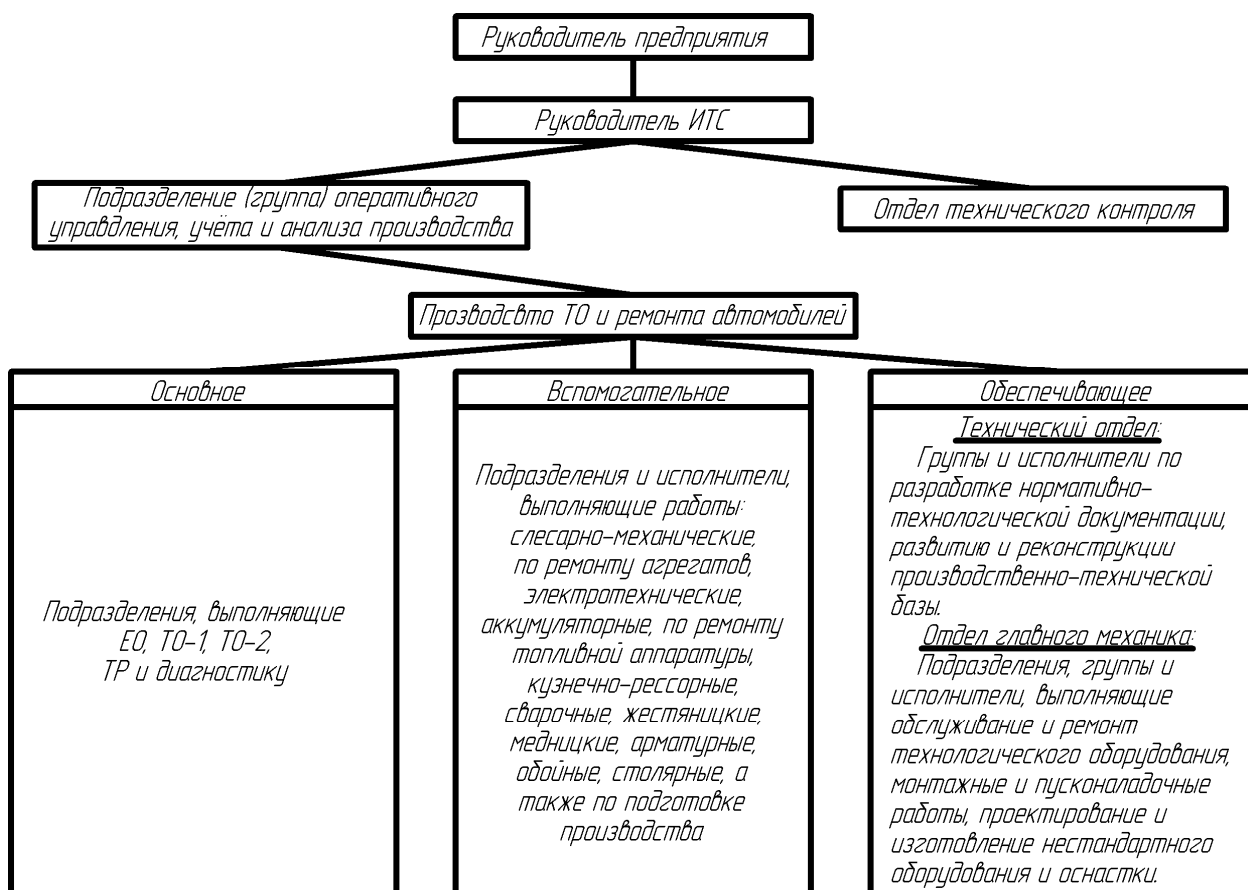 Руководитель предприятия
Руководитель ИТС
Подразделение (группа) оперативного
управдления, учёта и анализа производства
Отдел технического контроля
Прозводсвто ТО и ремонта автомобилей
Основное
Подразделения, выполняющие
ЕО, ТО-1, ТО-2,
ТР и диагностику
Вспомогательное
Подразделения и исполнители,
выполняющие работы:
слесарно-механические,
по ремонту агрегатов,
электротехнические,
аккумуляторные, по ремонту
топливной аппаратуры,
кузнечно-рессорные,
сварочные, жестяницкие,
медницкие, арматурные,
обойные, столярные, а
также по подготовке
производства
Обеспечивающее
Технический отдел:
Группы и исполнители по
разработке нормативно-
технологической документации,
развитию и реконструкции
производственно-технической
базы.
Отдел главного механика:
Подразделения, группы и
исполнители, выполняющие
обслуживание и ремонт
технологического оборудования,
монтажные и пусконаладочные
работы, проектирование и
изготовление нестандартного
оборудования и оснастки.